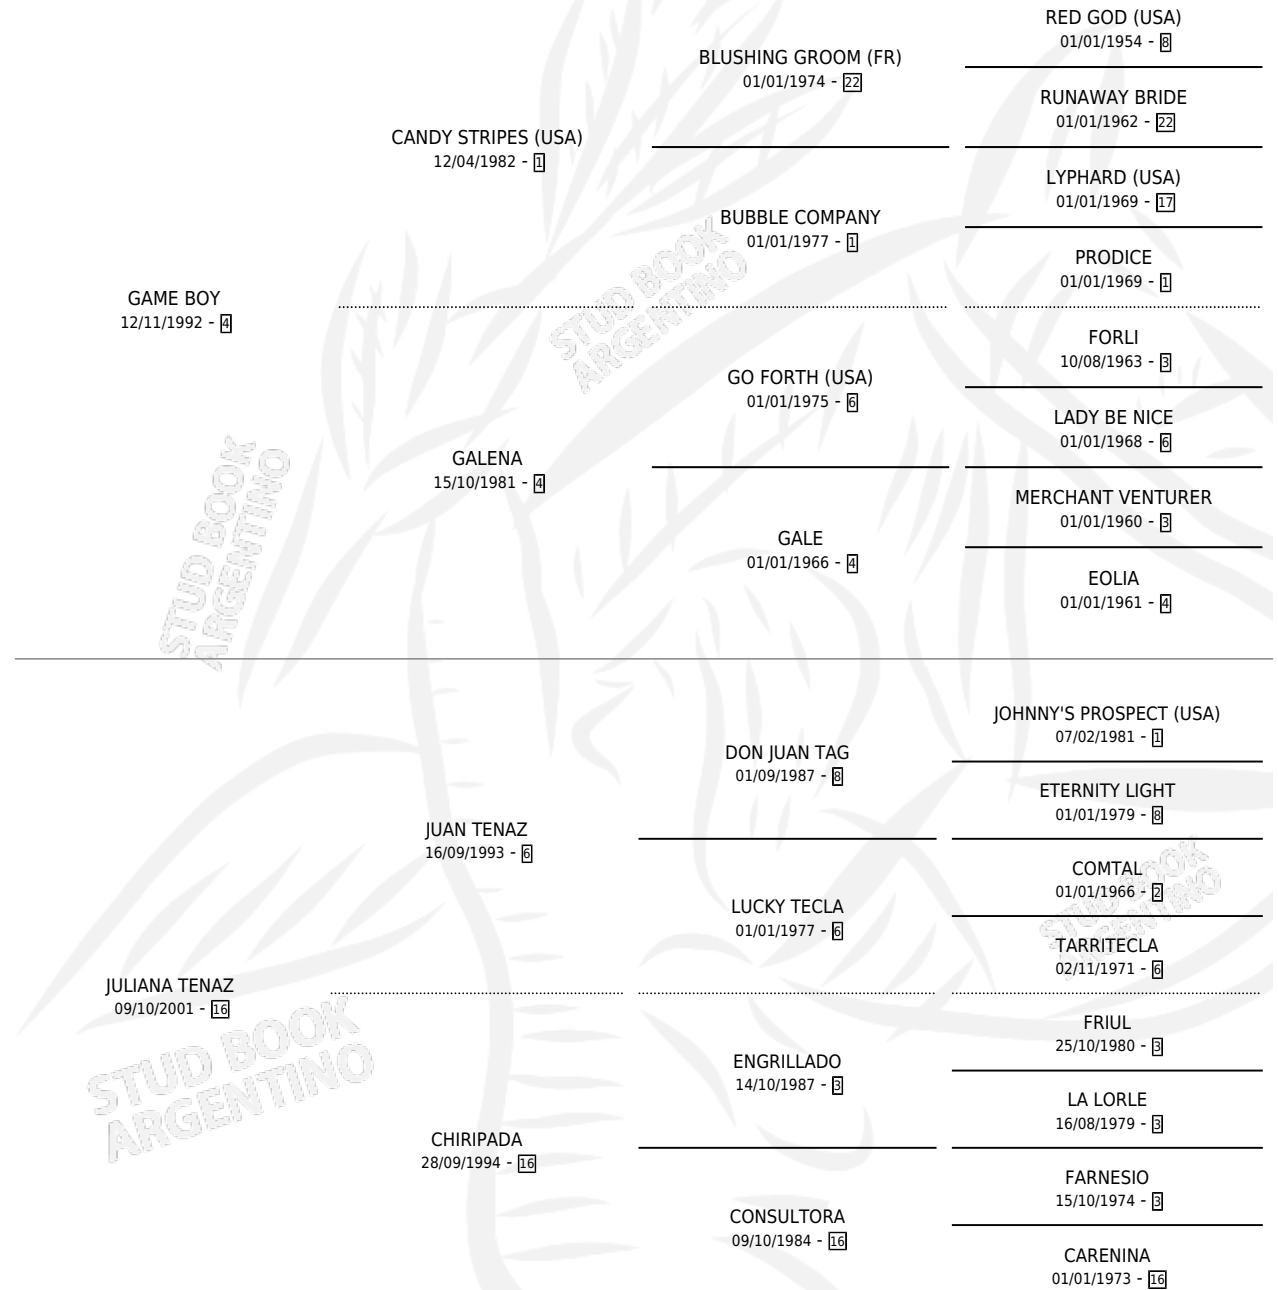 RED GOD (USA)
01/01/1954 - 8
BLUSHING GROOM (FR)
01/01/1974 - 22
RUNAWAY BRIDE
01/01/1962 - 22
CANDY STRIPES (USA)
12/04/1982 - 1
LYPHARD (USA)
01/01/1969 - 17
BUBBLE COMPANY
01/01/1977 - 1
PRODICE
01/01/1969 - 1
GAME BOY
12/11/1992 - 4
STUD BOOK
ARGENTINO
FORLI
10/08/1963 - 3
GO FORTH (USA)
01/01/1975 - 6
LADY BE NICE
01/01/1968 - 6
GALENA
15/10/1981 - 4
MERCHANT VENTURER
01/01/1960 - 3
GALE
01/01/1966 - 4
EOLIA
01/01/1961 - 4
STUD BOOK
ARGENTINO
JOHNNY'S PROSPECT (USA)
07/02/1981 - 1
DON JUAN TAG
01/09/1987 - 8
ETERNITY LIGHT
01/01/1979 - 8
JUAN TENAZ
16/09/1993 - 6
COMTAL
01/01/1966 - 2
LUCKY TECLA
01/01/1977 - 6
STUD BOOK
ARGENTINO
TARRITECLA
02/11/1971 - 6
JULIANA TENAZ
09/10/2001 - 16
FRIUL
25/10/1980 - 3
ENGRILLADO
14/10/1987 - 3
STUD BOOK
ARGENTINO
LA LORLE
16/08/1979 - 3
CHIRIPADA
28/09/1994 - 16
FARNESIO
15/10/1974 - 3
CONSULTORA
09/10/1984 - 16
CARENINA
01/01/1973 - 16